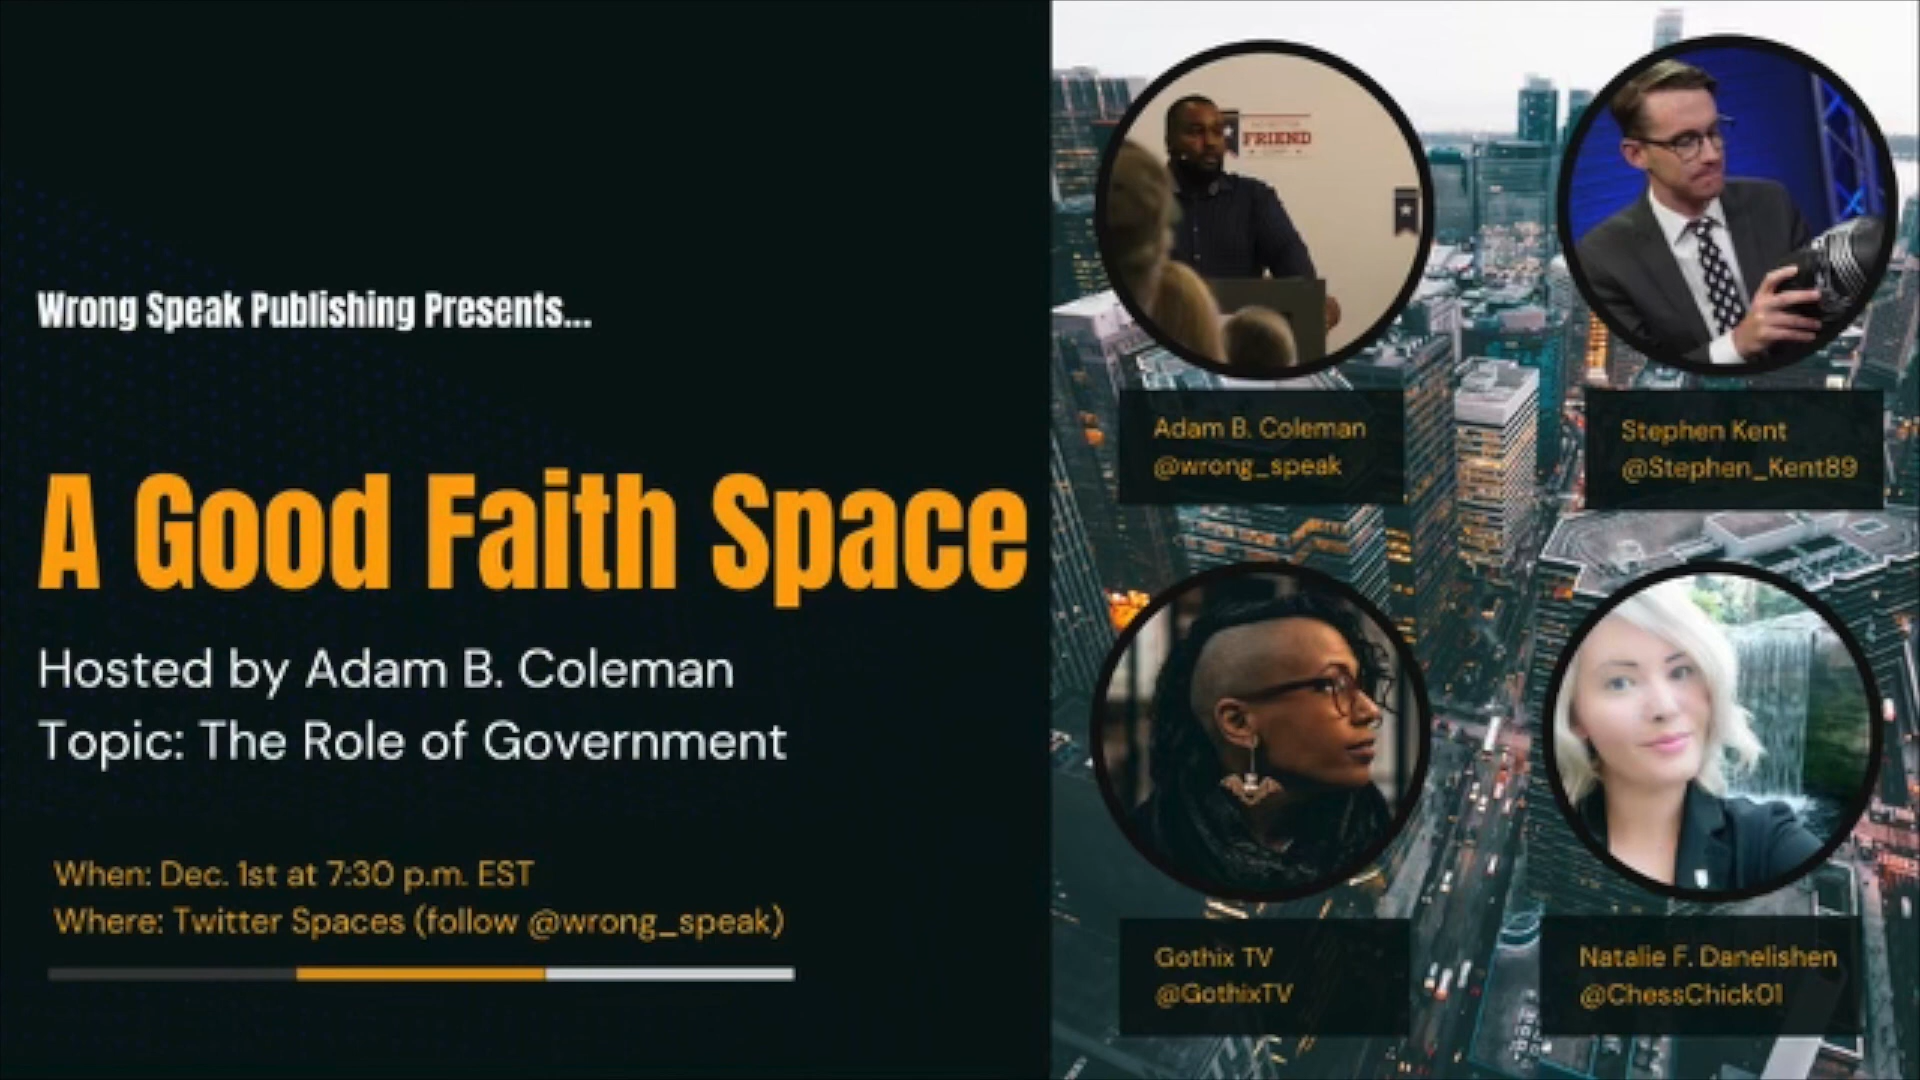 Wrong Speak Publishing Presents...
A Good Faith Space
Hosted by Adam B. Coleman
Topic: The Role of Government
When: Dec. 1st at 7:30 p.m. EST
Where: Twitter Spaces (follow @wrong_speak)
FRIEND
Adam B. Coleman
@wrong_speak
Stephen Kent
@Stephen_Kent89
Gothix TV
@GothixTV
Natalie F. Danelishen
@ChessChick01